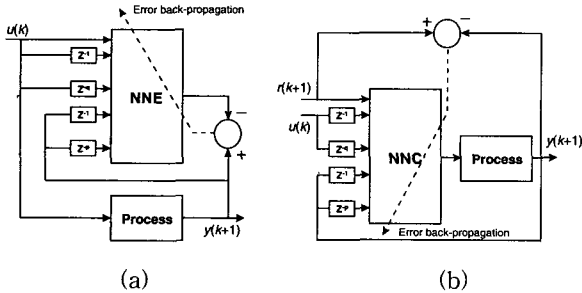 Error back-propagation
u(k)
z⁻¹
z⁻q
z⁻¹
z⁻p
NNE
−
+
Process
y(k+1)
(a)
+
−
r(k+1)
u(k)
z⁻¹
z⁻q
z⁻¹
z⁻p
NNC
Process
y(k+1)
Error back-propagation
(b)